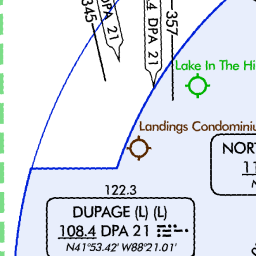 345
DPA 21
4 DPA 21
357
Lake In The Hi
Landings Condominiu
122.3
NOR
11
DUPAGE (L) (L)
108.4 DPA 21
N41°53.42' W88°21.01'